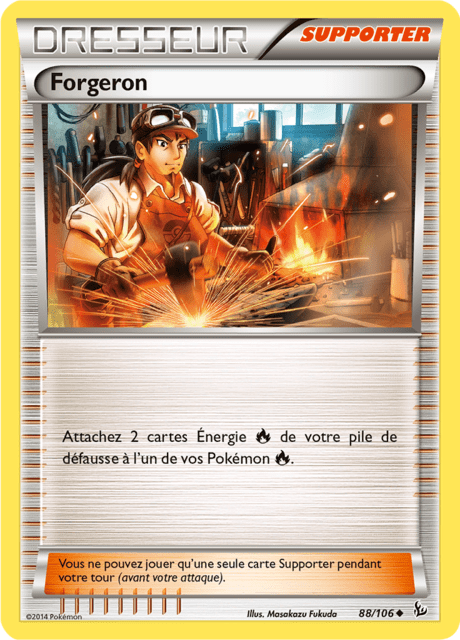 DRESSEUR SUPPORTER
Forgeron
Attachez 2 cartes Énergie de votre pile de
défausse à l'un de vos Pokémon .
Vous ne pouvez jouer qu'une seule carte Supporter pendant
votre tour (avant votre attaque).
©2014 Pokémon Illus. Masakazu Fukuda 88/106